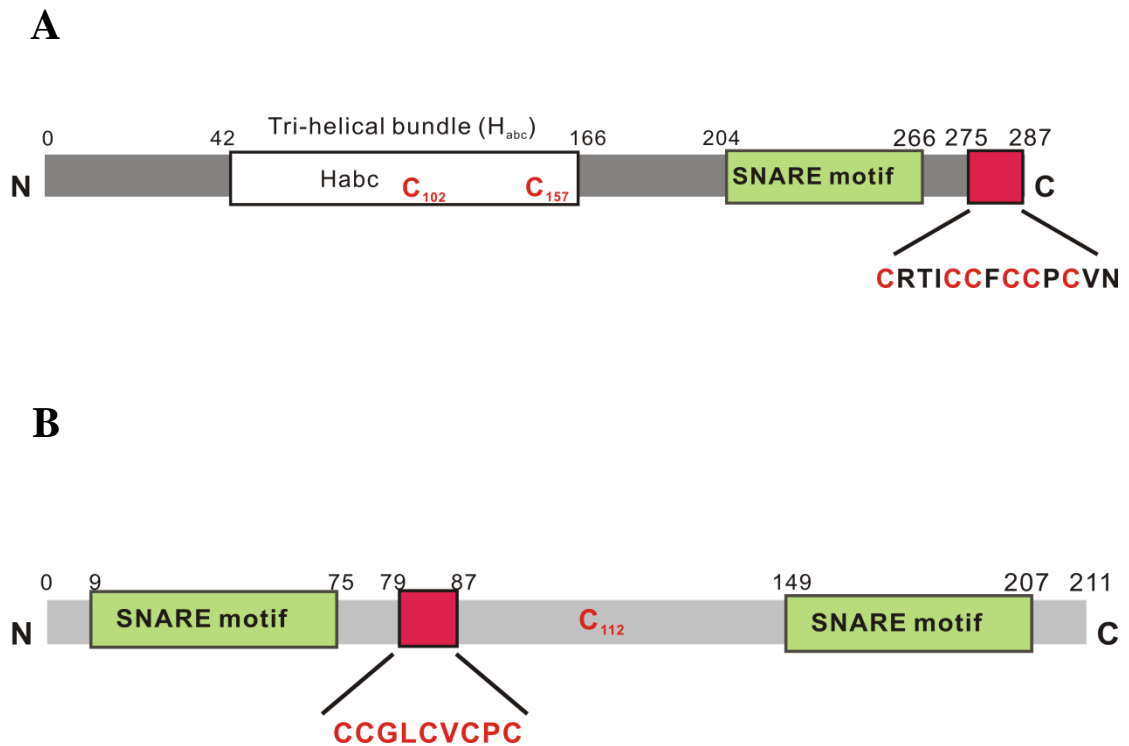 A
Tri-helical bundle (Habc)
0 42 166 204 266 275 287
N Habc C102 C157 SNARE motif C
CRTICCFCCPCVN
B
0 9 75 79 87 149 207 211
N SNARE motif C112 SNARE motif C
CCGLCVCPC